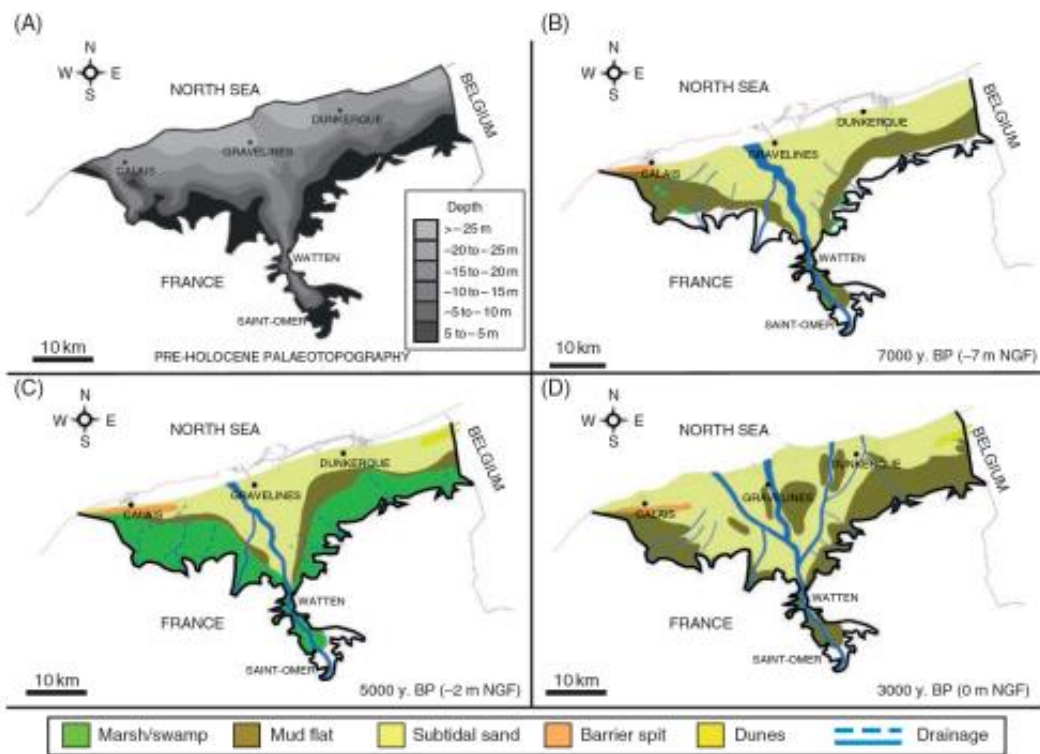 (A)
N
W E
S
NORTH SEA
BELGIUM
DUNKERQUE
GRAVELINES
CALAIS
WATTEN
FRANCE
SAINT-OMER
Depth
>-25 m
-20 to -25 m
-15 to -20 m
-10 to -15 m
-5 to -10 m
5 to -5 m
10 km
PRE-HOLOCENE PALAEOTOPOGRAPHY
(B)
N
W E
S
NORTH SEA
BELGIUM
DUNKERQUE
GRAVELINES
CALAIS
WATTEN
FRANCE
SAINT-OMER
10 km
7000 y. BP (-7 m NGF)
(C)
N
W E
S
NORTH SEA
BELGIUM
DUNKERQUE
GRAVELINES
CALAIS
WATTEN
FRANCE
SAINT-OMER
10 km
5000 y. BP (-2 m NGF)
(D)
N
W E
S
NORTH SEA
BELGIUM
DUNKERQUE
GRAVELINES
CALAIS
WATTEN
FRANCE
SAINT-OMER
10 km
3000 y. BP (0 m NGF)
Marsh/swamp Mud flat Subtidal sand Barrier spit Dunes Drainage